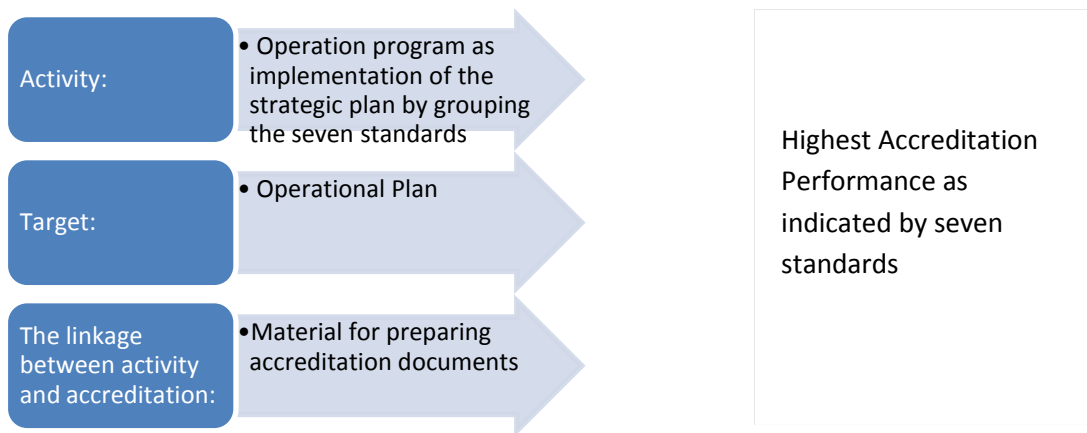 Activity:
• Operation program as
implementation of the
strategic plan by grouping
the seven standards
Target:
• Operational Plan
The linkage
between activity
and accreditation:
•Material for preparing
accreditation documents
Highest Accreditation
Performance as
indicated by seven
standards